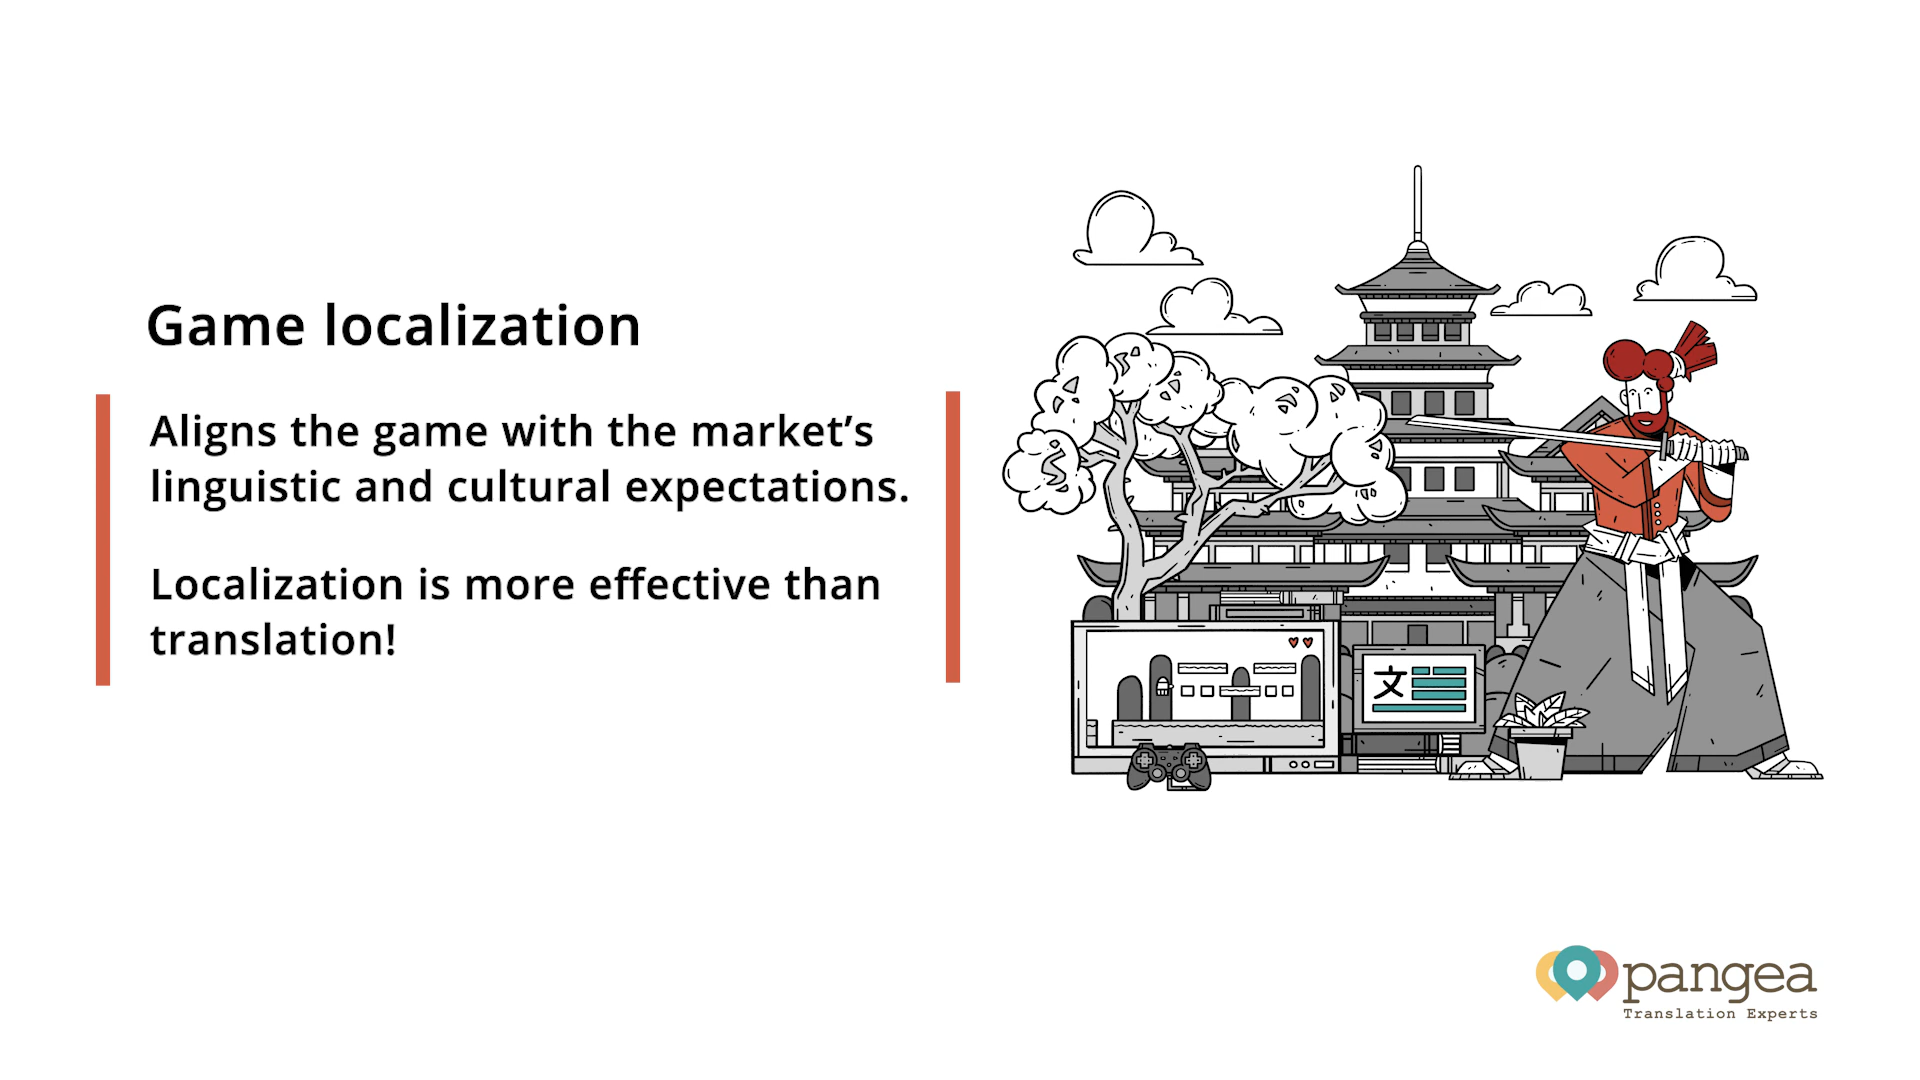 Game localization
Aligns the game with the market’s
linguistic and cultural expectations.
Localization is more effective than
translation!
文
pangea
Translation Experts